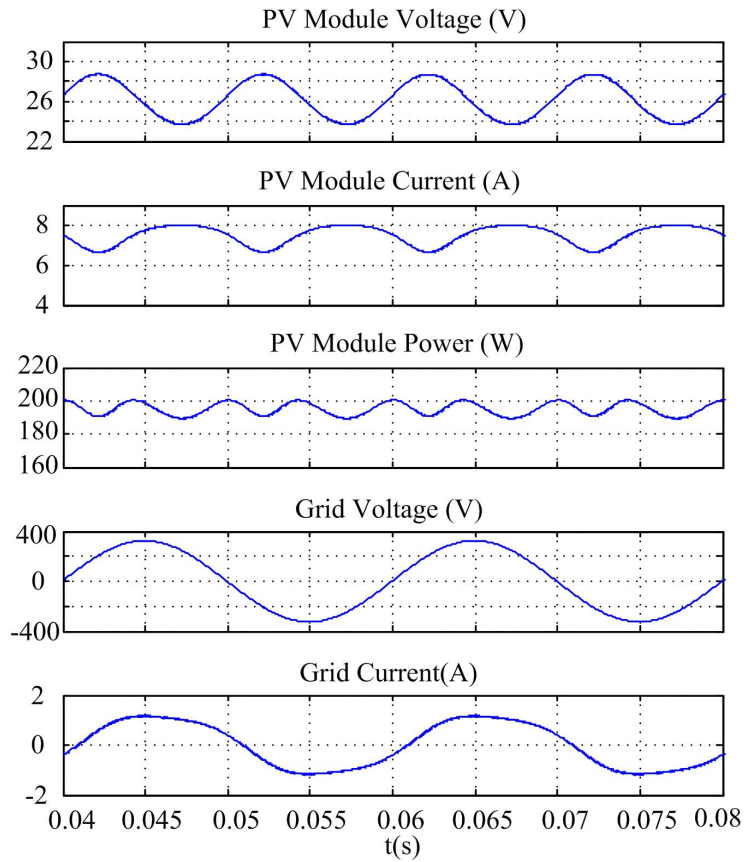 PV Module Voltage (V)
30
26
22
PV Module Current (A)
8
6
4
PV Module Power (W)
220
200
180
160
Grid Voltage (V)
400
0
-400
Grid Current(A)
2
0
-2
0.04 0.045 0.05 0.055 0.06 0.065 0.07 0.075 0.08
t(s)